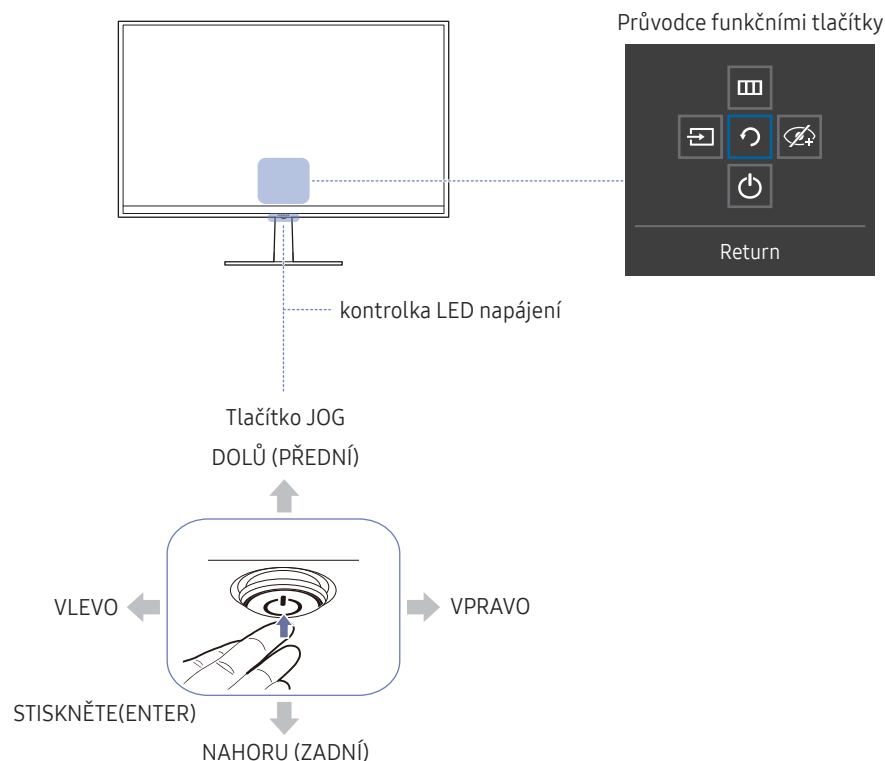 Průvodce funkčními tlačítky
Return
kontrolka LED napájení
Tlačítko JOG
DOLŮ (PŘEDNÍ)
VLEVO
VPRAVO
STISKNĚTE(ENTER)
NAHORU (ZADNÍ)